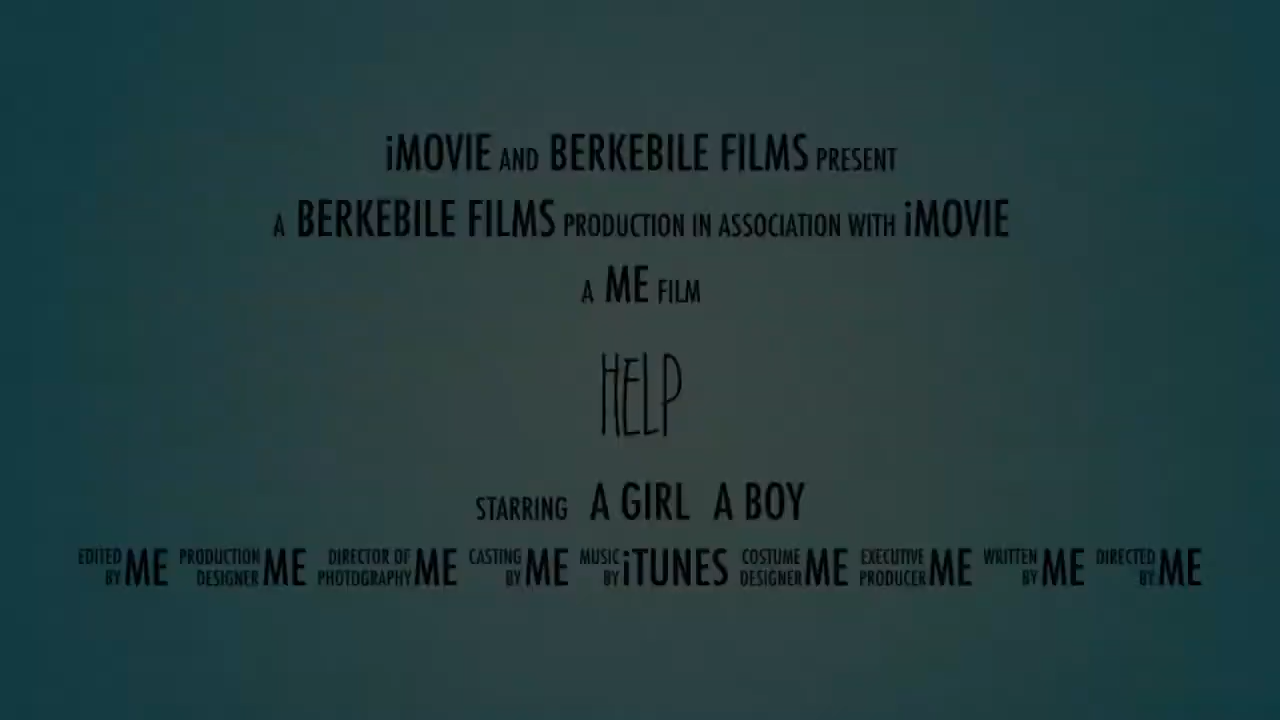 iMOVIE AND BERKEBILE FILMS PRESENT
A BERKEBILE FILMS PRODUCTION IN ASSOCIATION WITH iMOVIE
A ME FILM
HELP
STARRING A GIRL A BOY
EDITED BY ME PRODUCTION DESIGNER ME DIRECTOR OF PHOTOGRAPHY ME CASTING BY ME MUSIC BY iTUNES COSTUME DESIGNER ME EXECUTIVE PRODUCER ME WRITTEN BY ME DIRECTED BY ME